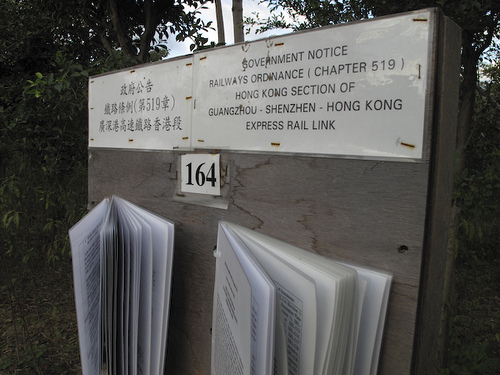 政府公告
鐵路條例(第519章)
廣深港高速鐵路香港段
GOVERNMENT NOTICE
RAILWAYS ORDINANCE ( CHAPTER 519 )
HONG KONG SECTION OF
GUANGZHOU - SHENZHEN - HONG KONG
EXPRESS RAIL LINK
164